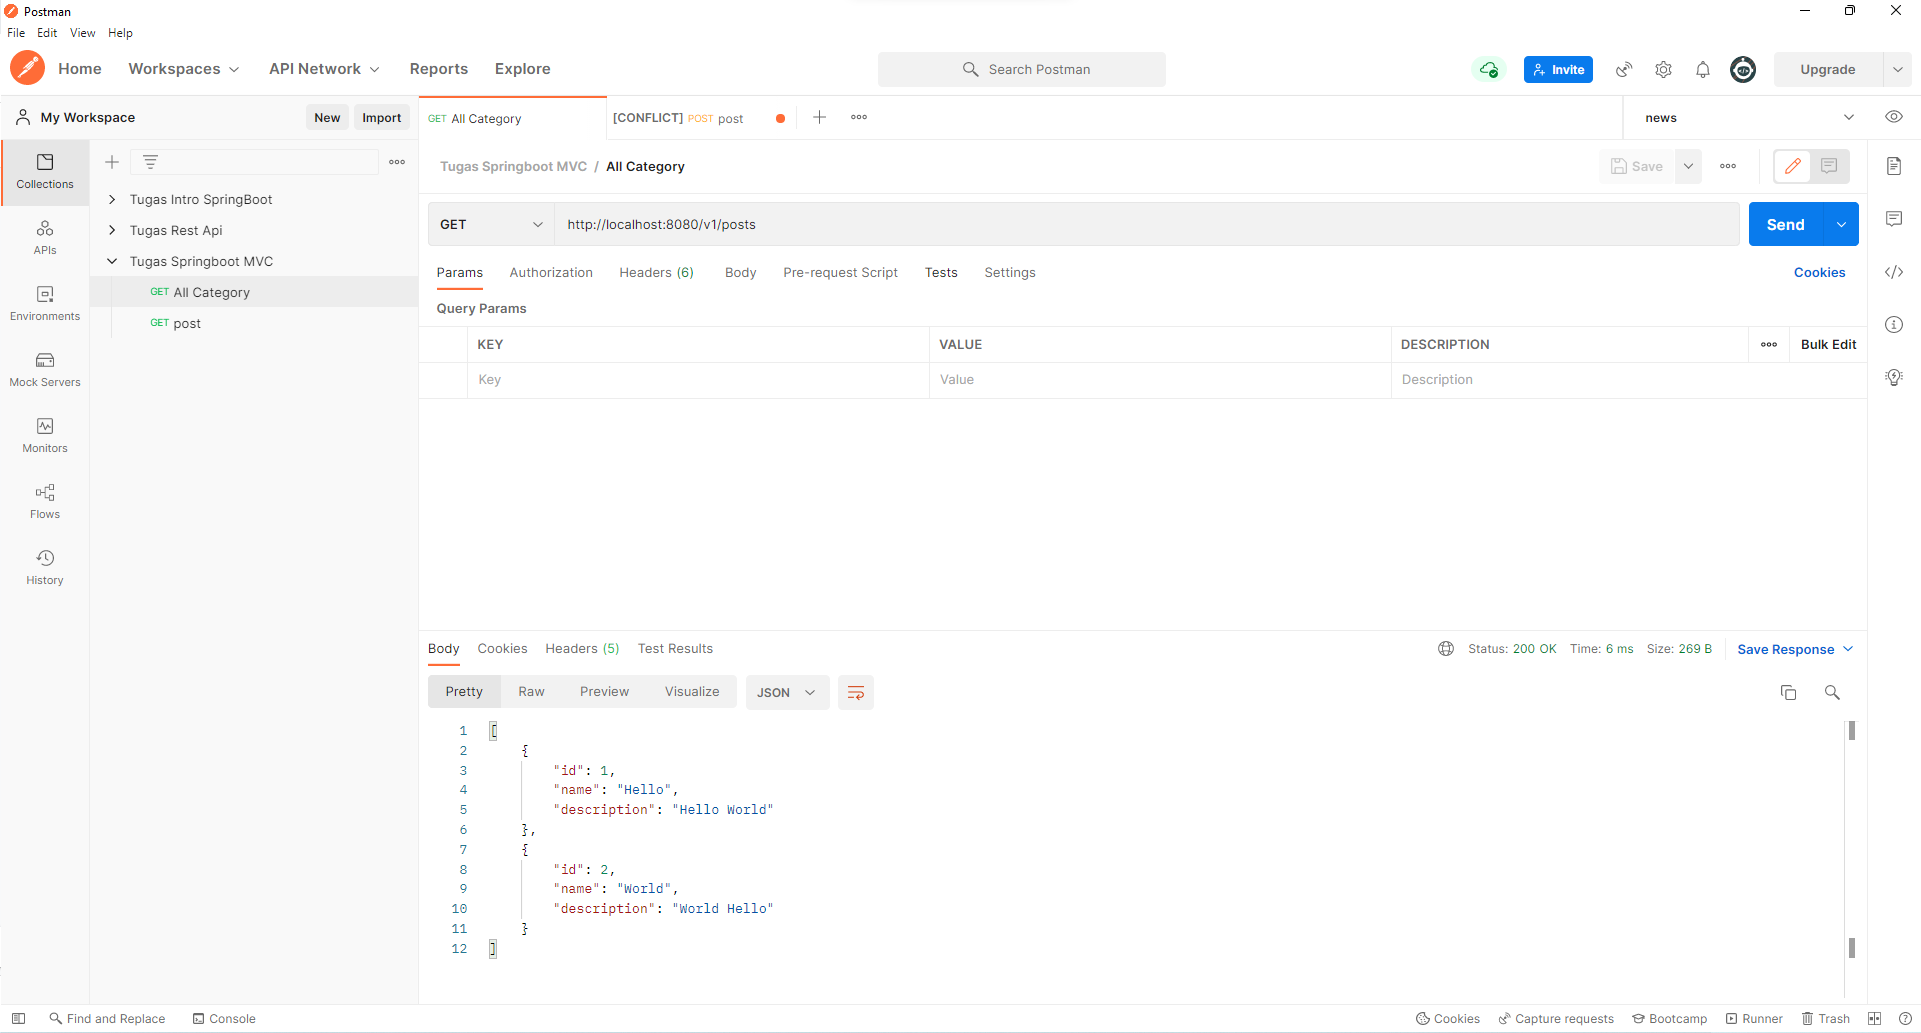 Postman
File Edit View Help
Home Workspaces API Network Reports Explore Search Postman Invite Upgrade
My Workspace New Import GET All Category [CONFLICT] POST post news
Collections
APIs
Environments
Mock Servers
Monitors
Flows
History
Tugas Intro SpringBoot
Tugas Rest Api
Tugas Springboot MVC
GET All Category
GET post
Tugas Springboot MVC / All Category Save
GET http://localhost:8080/v1/posts Send
Params Authorization Headers (6) Body Pre-request Script Tests Settings Cookies
Query Params
KEY VALUE DESCRIPTION Bulk Edit
Key Value Description
Body Cookies Headers (5) Test Results Status: 200 OK Time: 6 ms Size: 269 B Save Response
Pretty Raw Preview Visualize JSON
1 [
2 {
3 "id": 1,
4 "name": "Hello",
5 "description": "Hello World"
6 },
7 {
8 "id": 2,
9 "name": "World",
10 "description": "World Hello"
11 }
12 ]
Find and Replace Console Cookies Capture requests Bootcamp Runner Trash